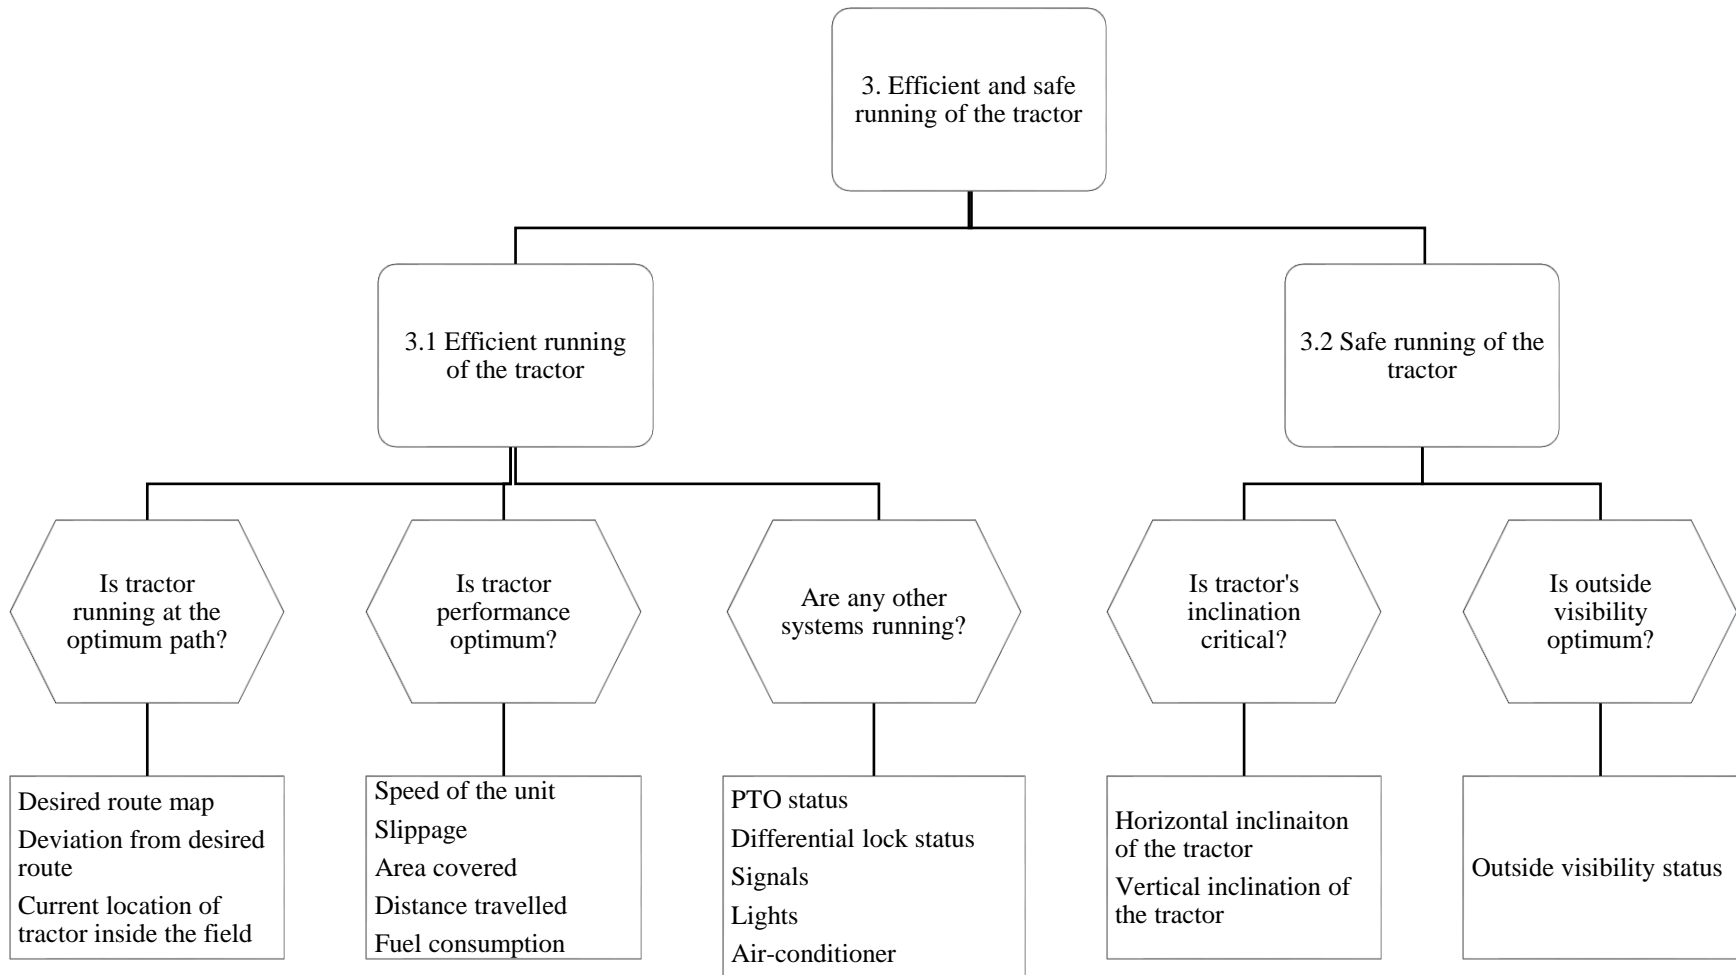 3. Efficient and safe
running of the tractor
3.1 Efficient running
of the tractor
3.2 Safe running of the
tractor
Is tractor
running at the
optimum path?
Is tractor
performance
optimum?
Are any other
systems running?
Is tractor's
inclination
critical?
Is outside
visibility
optimum?
Desired route map
Deviation from desired
route
Current location of
tractor inside the field
Speed of the unit
Slippage
Area covered
Distance travelled
Fuel consumption
PTO status
Differential lock status
Signals
Lights
Air-conditioner
Horizontal inclinaiton
of the tractor
Vertical inclination of
the tractor
Outside visibility status